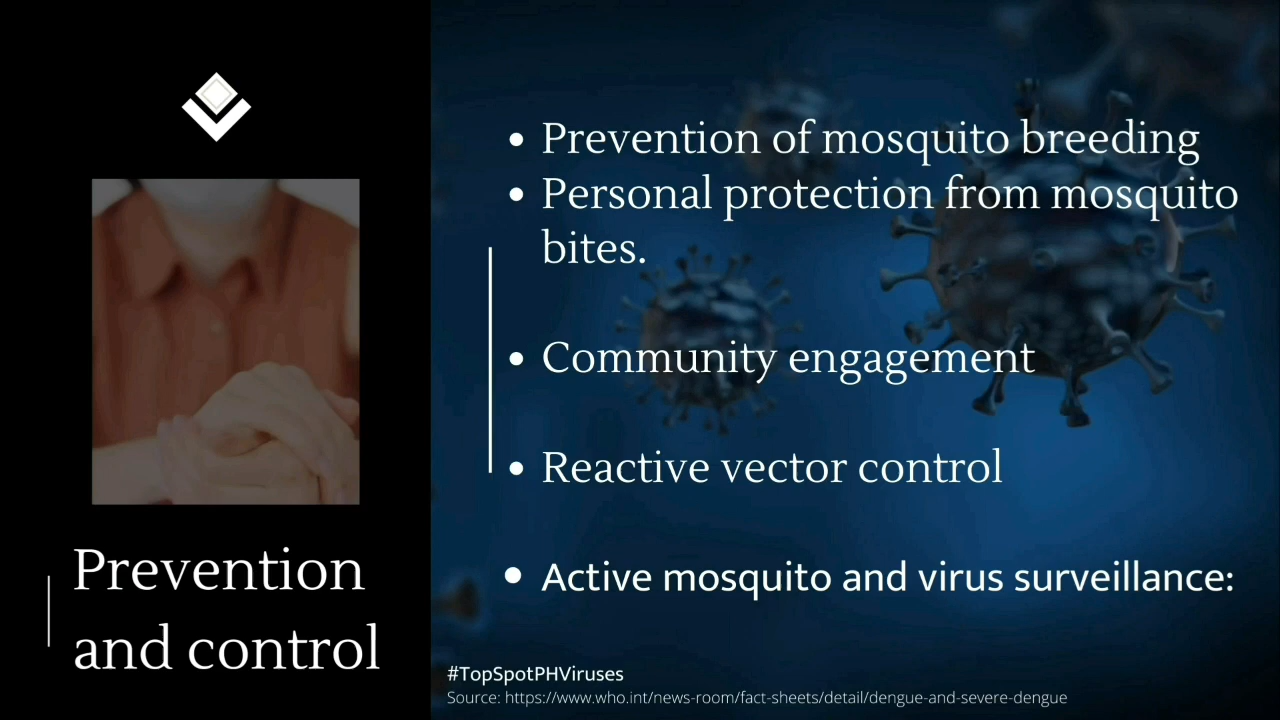 Prevention
and control
• Prevention of mosquito breeding
• Personal protection from mosquito
bites.
• Community engagement
• Reactive vector control
• Active mosquito and virus surveillance:
#TopSpotPHViruses
Source: https://www.who.int/news-room/fact-sheets/detail/dengue-and-severe-dengue